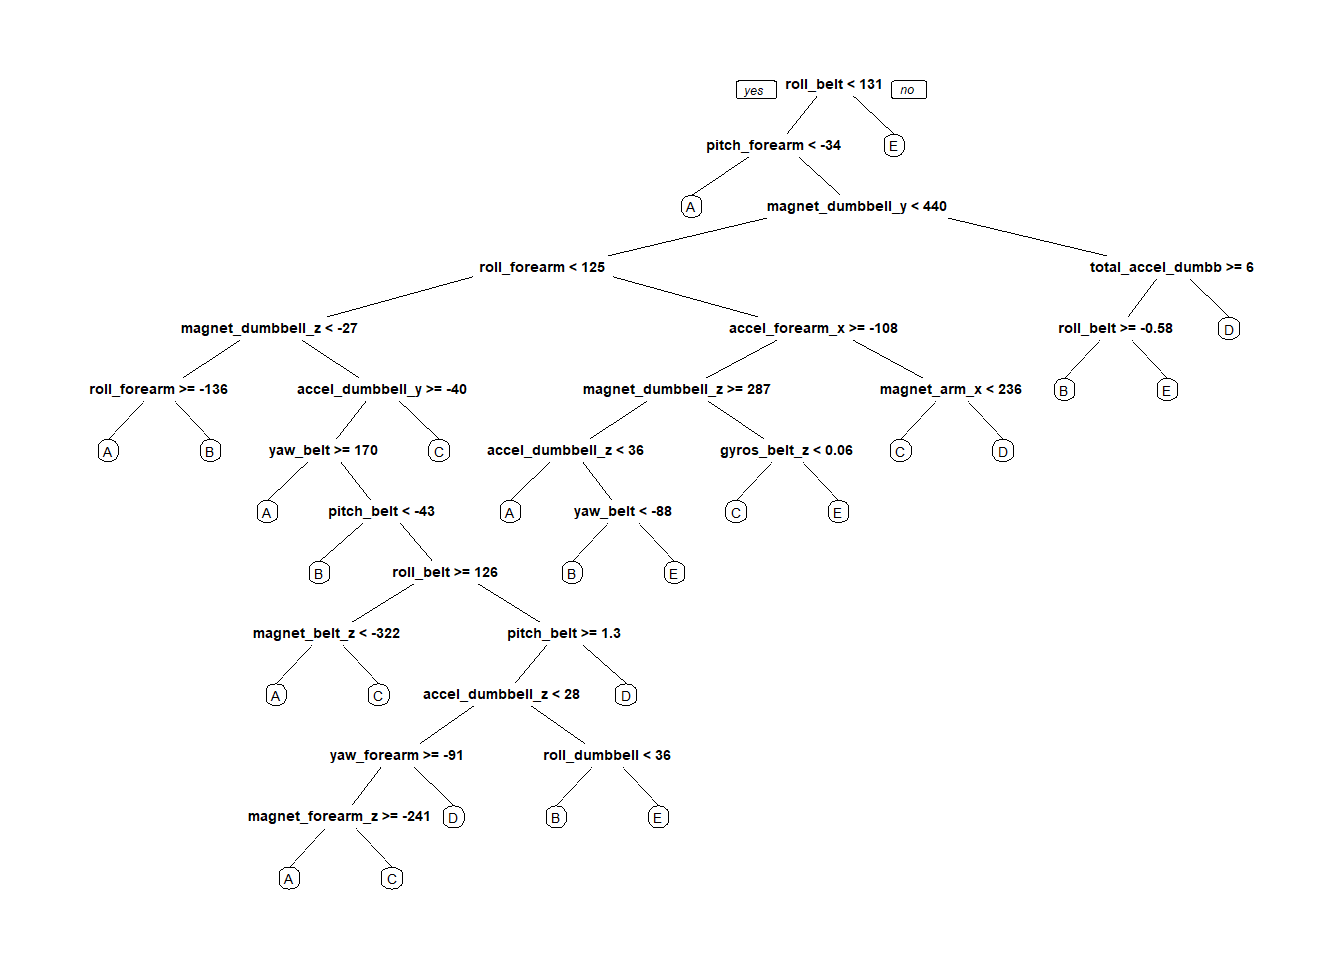 yes roll_belt < 131 no
pitch_forearm < -34 E
A magnet_dumbbell_y < 440
roll_forearm < 125 total_accel_dumbb >= 6
magnet_dumbbell_z < -27 accel_forearm_x >= -108 roll_belt >= -0.58 D
roll_forearm >= -136 accel_dumbbell_y >= -40 magnet_dumbbell_z >= 287 magnet_arm_x < 236 B E
A B yaw_belt >= 170 C accel_dumbbell_z < 36 gyros_belt_z < 0.06 C D
A pitch_belt < -43 A yaw_belt < -88 C E
B roll_belt >= 126 B E
magnet_belt_z < -322 pitch_belt >= 1.3
A C accel_dumbbell_z < 28 D
yaw_forearm >= -91 roll_dumbbell < 36
magnet_forearm_z >= -241 D B E
A C